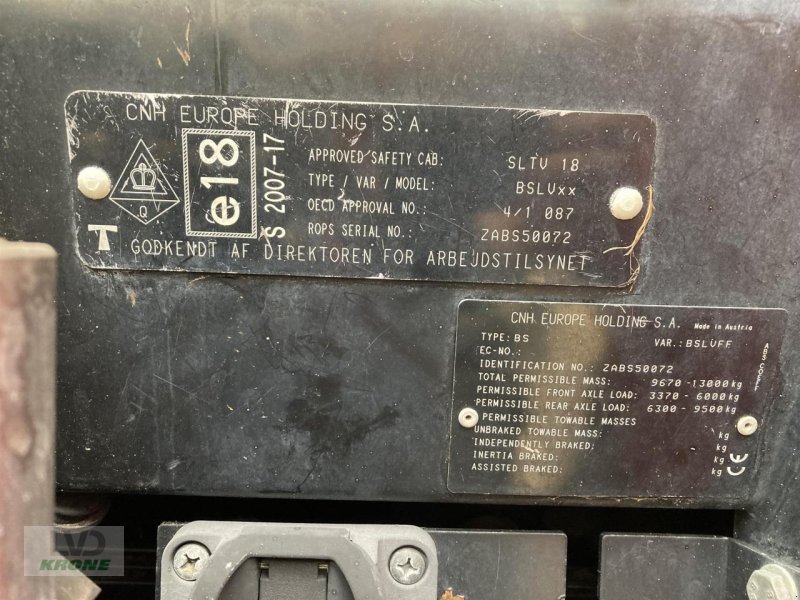 CNH EUROPE HOLDING S.A.
e18
S 2007-17
Q
T
APPROVED SAFETY CAB: SLTV 18
TYPE / VAR / MODEL: BSLVxx
OECD APPROVAL NO.: 4/1 087
ROPS SERIAL NO.: ZABS50072
GODKENDT AF DIREKTOREN FOR ARBEJDSTILSYNET
CNH EUROPE HOLDING S.A. Made in Austria
TYPE: BS VAR.: BSLVFF
EC-NO.:
IDENTIFICATION NO.: ZABS50072
TOTAL PERMISSIBLE MASS: 9670 - 13000 kg
PERMISSIBLE FRONT AXLE LOAD: 3370 - 6000 kg
PERMISSIBLE REAR AXLE LOAD: 6300 - 9500 kg
PERMISSIBLE TOWABLE MASSES
UNBRAKED TOWABLE MASS: kg
INDEPENDENTLY BRAKED: kg
INERTIA BRAKED: kg
ASSISTED BRAKED: kg
CE
LVD
KRONE